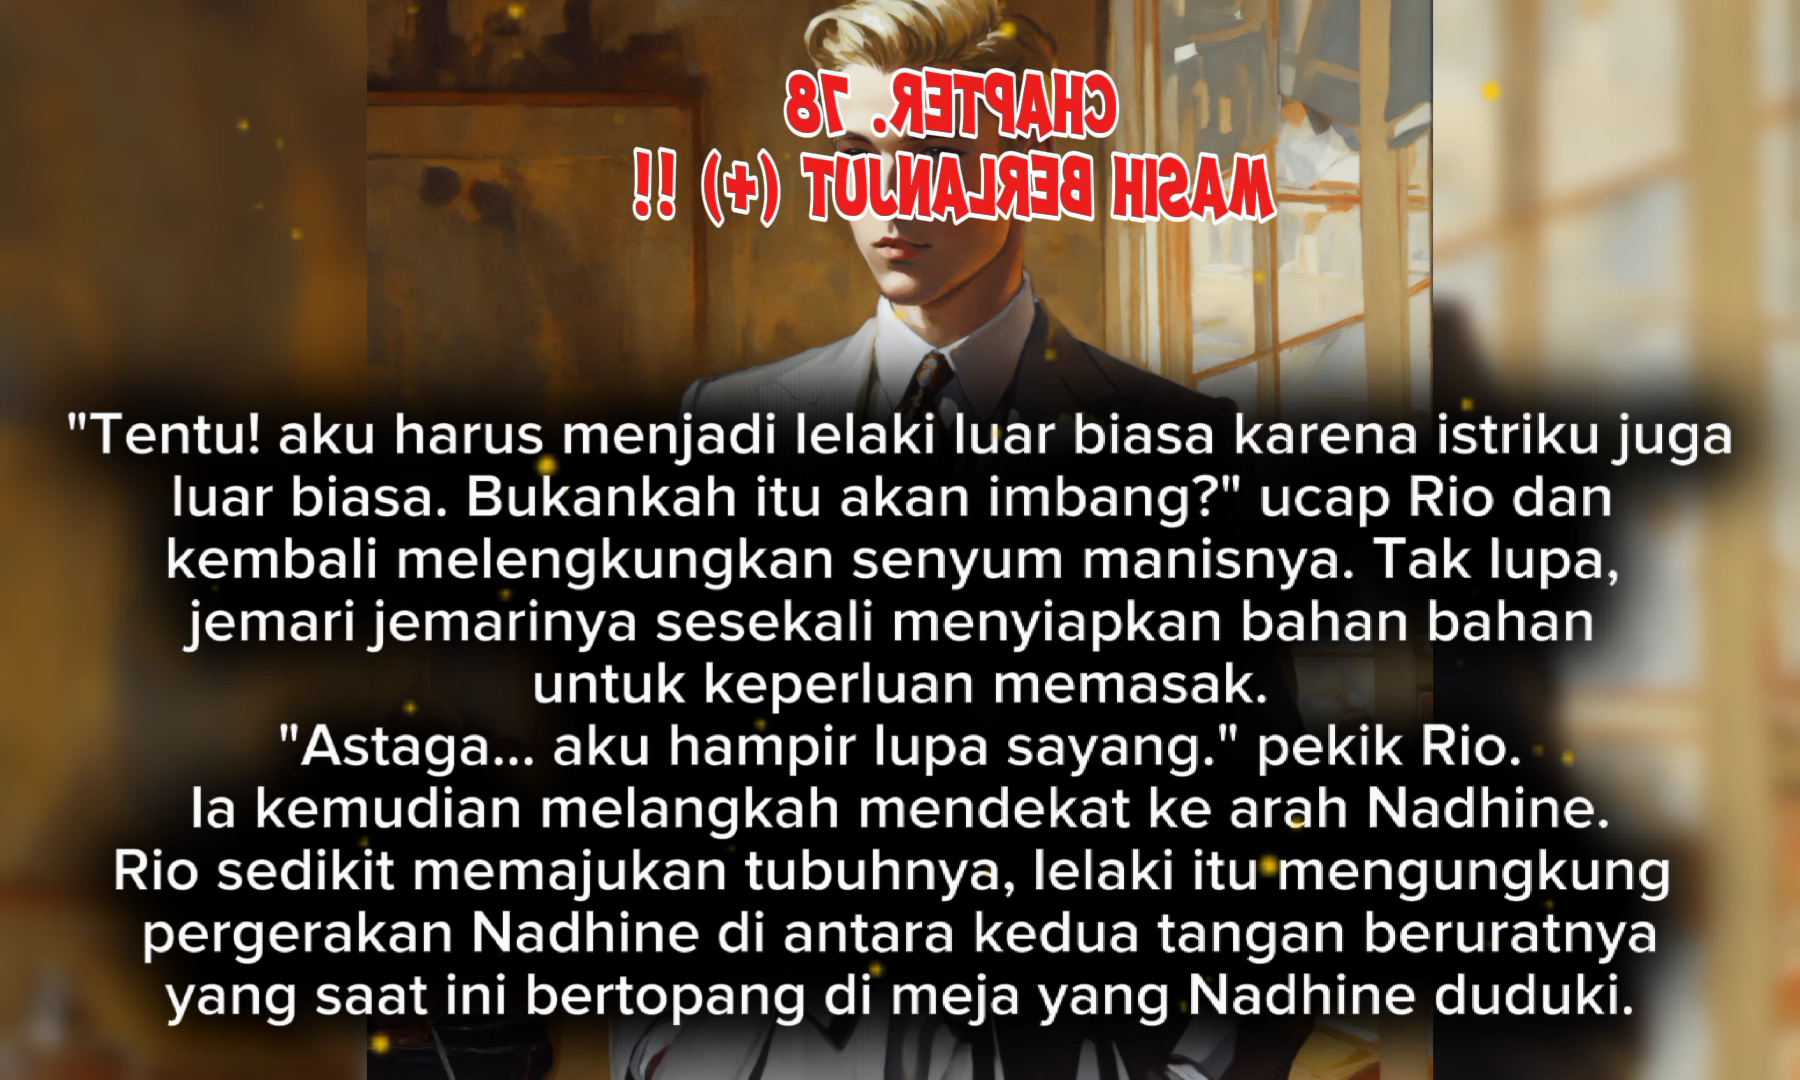 CHAPTER. 78
MASIH BERLANJUT (+) !!
"Tentu! aku harus menjadi lelaki luar biasa karena istriku juga
luar biasa. Bukankah itu akan imbang?" ucap Rio dan
kembali melengkungkan senyum manisnya. Tak lupa,
jemari jemarinya sesekali menyiapkan bahan bahan
untuk keperluan memasak.
"Astaga... aku hampir lupa sayang." pekik Rio.
Ia kemudian melangkah mendekat ke arah Nadhine.
Rio sedikit memajukan tubuhnya, lelaki itu mengungkung
pergerakan Nadhine di antara kedua tangan beruratnya
yang saat ini bertopang di meja yang Nadhine duduki.